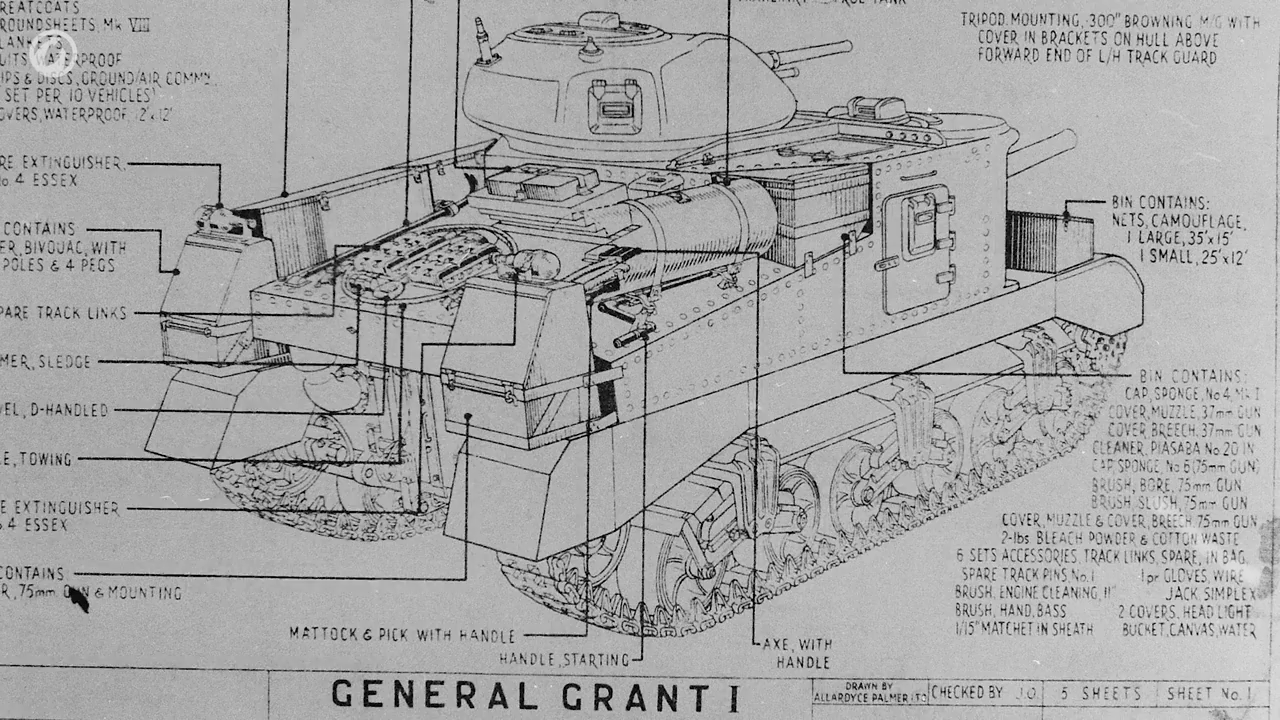 REATCOATS
ROUNDSHEETS, MK VIII
SET PER 10 VEHICLES
OVERS, WATERPROOF, 12'x12'
TRIPOD MOUNTING, ·300" BROWNING M/G WITH
COVER IN BRACKETS ON HULL ABOVE
FORWARD END OF L/H TRACK GUARD
RE EXTINGUISHER,
No 4 ESSEX
CONTAINS
ER, BIVOUAC, WITH
POLES & 4 PEGS
PARE TRACK LINKS
MER, SLEDGE
VEL, D-HANDLED
LE, TOWING
E EXTINGUISHER
4 ESSEX
CONTAINS
R, 75mm GUN & MOUNTING
MATTOCK & PICK WITH HANDLE
HANDLE, STARTING
AXE, WITH
HANDLE
BIN CONTAINS:
NETS, CAMOUFLAGE,
1 LARGE, 35'x15'
1 SMALL, 25'x12'
BIN CONTAINS:
CAP, SPONGE, No 4, Mk I
COVER, MUZZLE, 37mm GUN
COVER BREECH, 37mm GUN
CLEANER, PIASABA No 20 IN
CAP SPONGE, No 6 (75mm GUN)
BRUSH, BORE, 75mm GUN
BRUSH, SLUSH, 75mm GUN
COVER, MUZZLE & COVER, BREECH, 75mm GUN
2-lbs BLEACH POWDER & COTTON WASTE
6 SETS ACCESSORIES, TRACK LINKS, SPARE, IN BAG.
SPARE TRACK PINS, No.1 1 pr GLOVES, WIRE
BRUSH, ENGINE CLEANING, 11" JACK SIMPLEX
BRUSH, HAND, BASS 2 COVERS, HEAD LIGHT
1/15" MATCHET IN SHEATH BUCKET, CANVAS, WATER
GENERAL GRANT I
DRAWN BY
ALLARDYCE PALMER LTD
CHECKED BY J.O.
5 SHEETS
SHEET No. 1